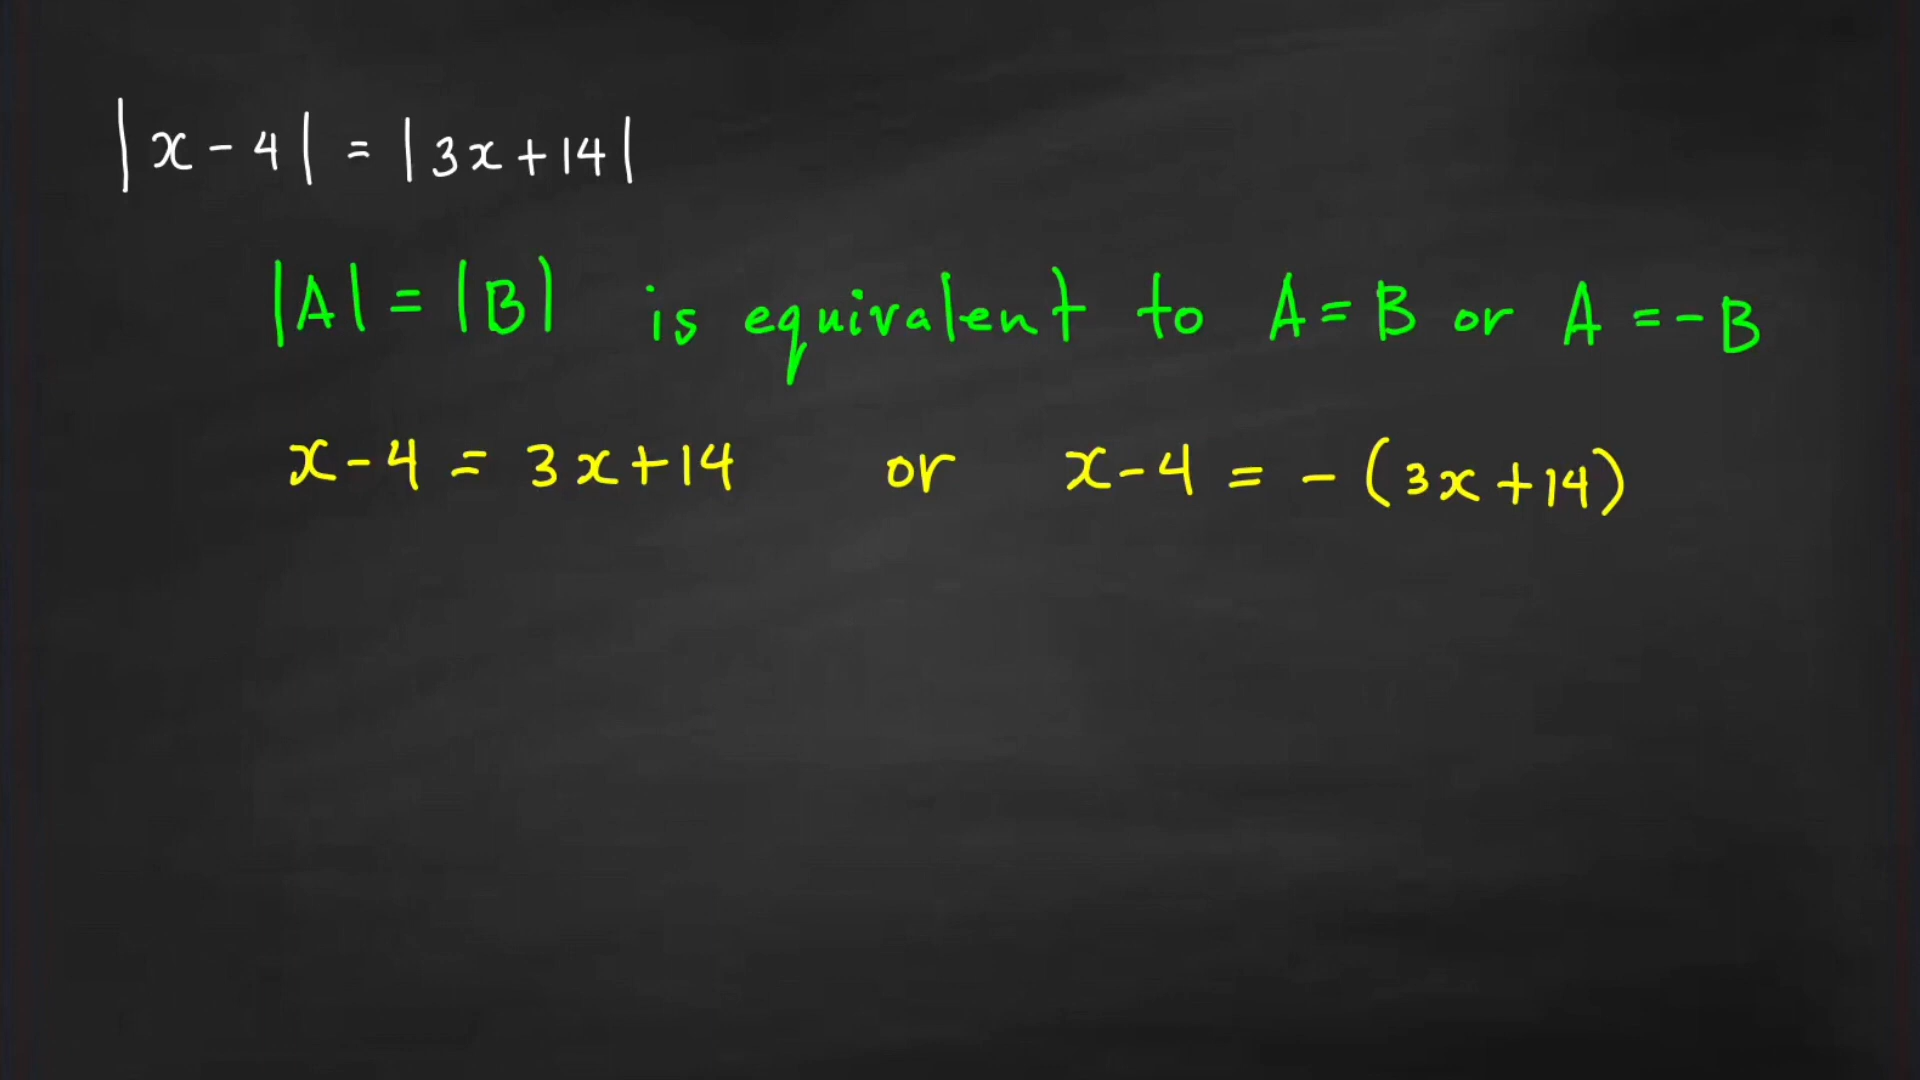 |x-4| = |3x+14|
|A| = |B| is equivalent to A=B or A=-B
x-4 = 3x+14 or x-4 = -(3x+14)